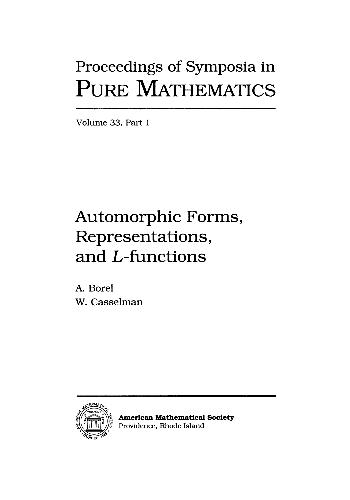 Proceedings of Symposia in
PURE MATHEMATICS
Volume 33, Part 1
Automorphic Forms,
Representations,
and L-functions
A. Borel
W. Casselman
American Mathematical Society
Providence, Rhode Island